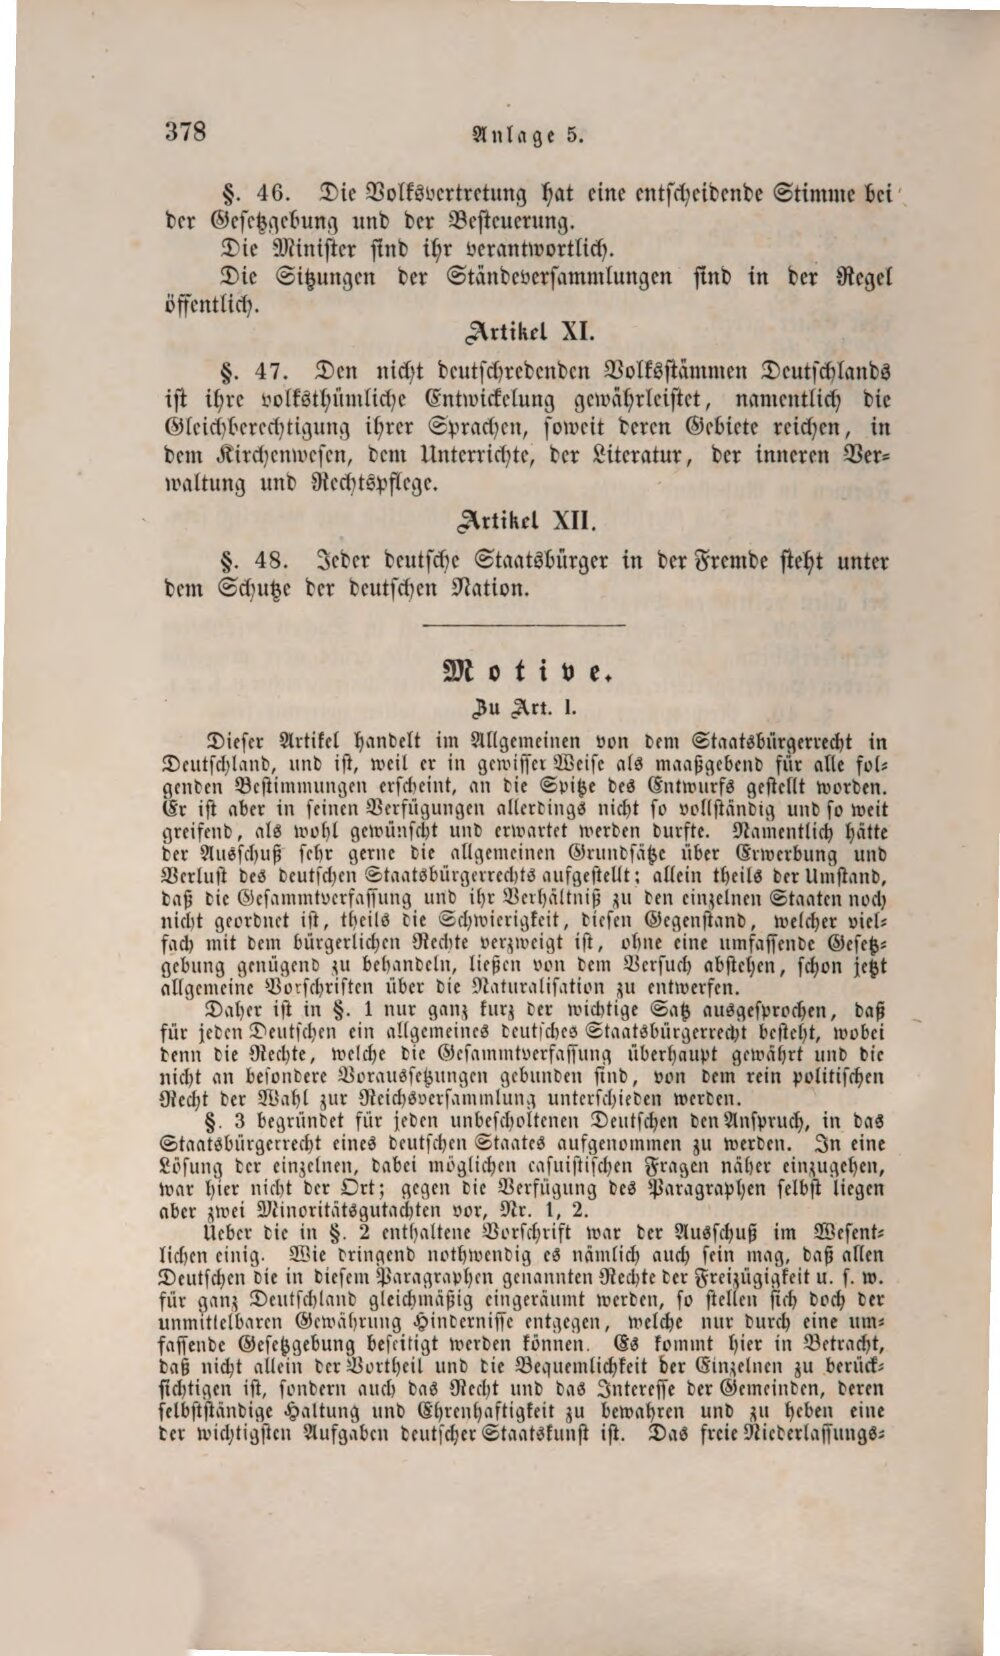 378
Anlage 5.
§. 46. Die Volksvertretung hat eine entscheidende Stimme bei
der Gesetzgebung und der Besteuerung.
Die Minister sind ihr verantwortlich.
Die Sitzungen der Ständeversammlungen sind in der Regel
öffentlich.
Artikel XI.
§. 47. Den nicht deutschredenden Volksstämmen Deutschlands
ist ihre volksthümliche Entwickelung gewährleistet, namentlich die
Gleichberechtigung ihrer Sprachen, soweit deren Gebiete reichen, in
dem Kirchenwesen, dem Unterrichte, der Literatur, der inneren Ver-
waltung und Rechtspflege.
Artikel XII.
§. 48. Jeder deutsche Staatsbürger in der Fremde steht unter
dem Schutze der deutschen Nation.
Motive.
Zu Art. I.
Dieser Artikel handelt im Allgemeinen von dem Staatsbürgerrecht in
Deutschland, und ist, weil er in gewisser Weise als maaßgebend für alle fol-
genden Bestimmungen erscheint, an die Spitze des Entwurfs gestellt worden.
Er ist aber in seinen Verfügungen allerdings nicht so vollständig und so weit
greifend, als wohl gewünscht und erwartet werden durfte. Namentlich hätte
der Ausschuß sehr gerne die allgemeinen Grundsätze über Erwerbung und
Verlust des deutschen Staatsbürgerrechts aufgestellt; allein theils der Umstand,
daß die Gesammtverfassung und ihr Verhältniß zu den einzelnen Staaten noch
nicht geordnet ist, theils die Schwierigkeit, diesen Gegenstand, welcher viel-
fach mit dem bürgerlichen Rechte verzweigt ist, ohne eine umfassende Gesetz-
gebung genügend zu behandeln, ließen von dem Versuch abstehen, schon jetzt
allgemeine Vorschriften über die Naturalisation zu entwerfen.
Daher ist in §. 1 nur ganz kurz der wichtige Satz ausgesprochen, daß
für jeden Deutschen ein allgemeines deutsches Staatsbürgerrecht besteht, wobei
denn die Rechte, welche die Gesammtverfassung überhaupt gewährt und die
nicht an besondere Voraussetzungen gebunden sind, von dem rein politischen
Recht der Wahl zur Reichsversammlung unterschieden werden.
§. 3 begründet für jeden unbescholtenen Deutschen den Anspruch, in das
Staatsbürgerrecht eines deutschen Staates aufgenommen zu werden. In eine
Lösung der einzelnen, dabei möglichen casuistischen Fragen näher einzugehen,
war hier nicht der Ort; gegen die Verfügung des Paragraphen selbst liegen
aber zwei Minoritätsgutachten vor, Nr. 1, 2.
Ueber die in §. 2 enthaltene Vorschrift war der Ausschuß im Wesent-
lichen einig. Wie dringend nothwendig es nämlich auch sein mag, daß allen
Deutschen die in diesem Paragraphen genannten Rechte der Freizügigkeit u. s. w.
für ganz Deutschland gleichmäßig eingeräumt werden, so stellen sich doch der
unmittelbaren Gewährung Hindernisse entgegen, welche nur durch eine um-
fassende Gesetzgebung beseitigt werden können. Es kommt hier in Betracht,
daß nicht allein der Vortheil und die Bequemlichkeit der Einzelnen zu berück-
sichtigen ist, sondern auch das Recht und das Interesse der Gemeinden, deren
selbstständige Haltung und Ehrenhaftigkeit zu bewahren und zu heben eine
der wichtigsten Aufgaben deutscher Staatskunst ist. Das freie Niederlassungs-